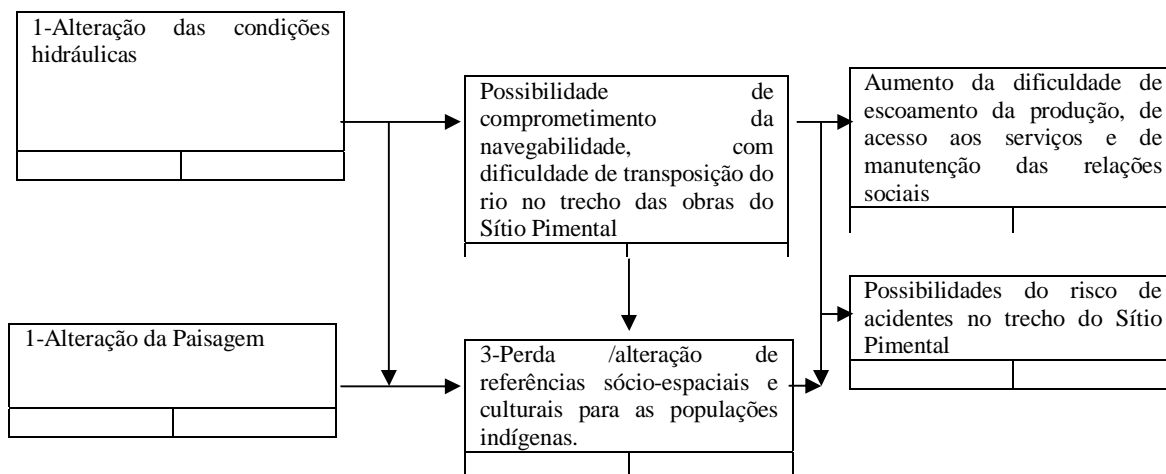 1-Alteração das condições
hidráulicas
Possibilidade de
comprometimento da
navegabilidade, com
dificuldade de transposição do
rio no trecho das obras do
Sítio Pimental
Aumento da dificuldade de
escoamento da produção, de
acesso aos serviços e de
manutenção das relações
sociais
1-Alteração da Paisagem
3-Perda /alteração de
referências sócio-espaciais e
culturais para as populações
indígenas.
Possibilidades do risco de
acidentes no trecho do Sítio
Pimental